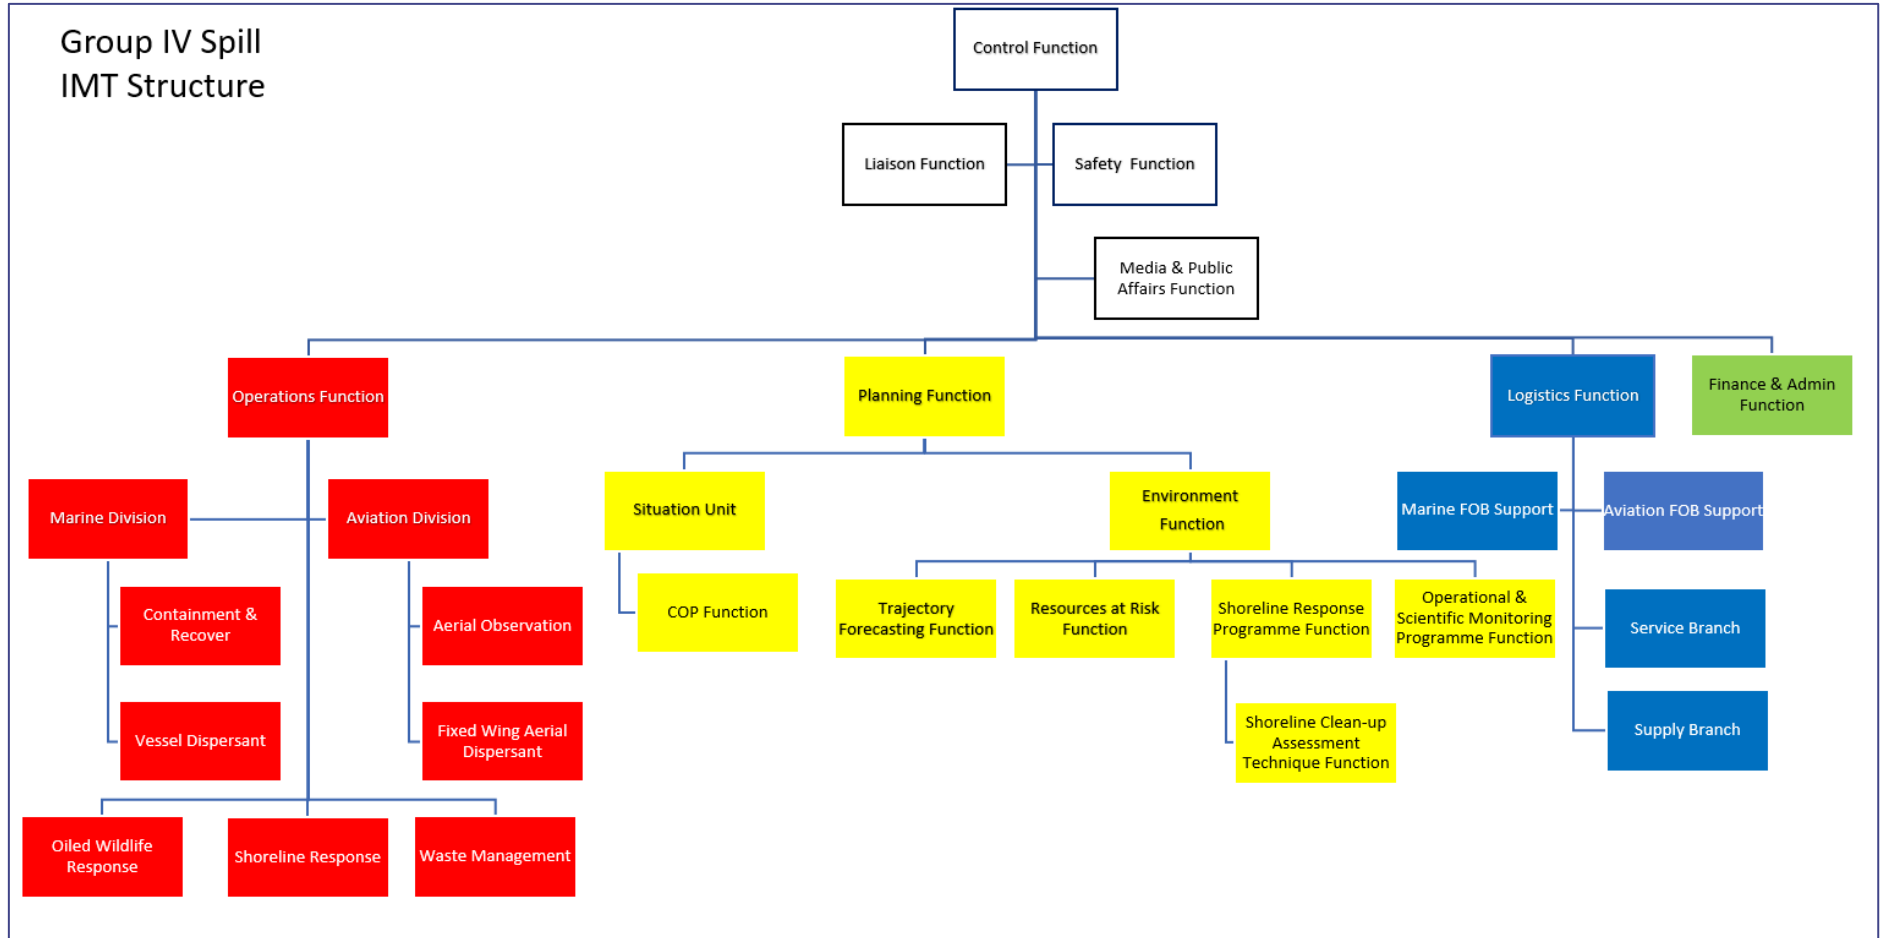 Group IV Spill
IMT Structure
Control Function
Liaison Function
Safety  Function
Media & Public
Affairs Function
Operations Function
Planning Function
Logistics Function
Finance & Admin
Function
Marine Division
Aviation Division
Situation Unit
Environment
Function
Marine FOB Support
Aviation FOB Support
Containment &
Recover
Aerial Observation
COP Function
Trajectory
Forecasting Function
Resources at Risk
Function
Shoreline Response
Programme Function
Operational &
Scientific Monitoring
Programme Function
Service Branch
Vessel Dispersant
Fixed Wing Aerial
Dispersant
Shoreline Clean-up
Assessment
Technique Function
Supply Branch
Oiled Wildlife
Response
Shoreline Response
Waste Management